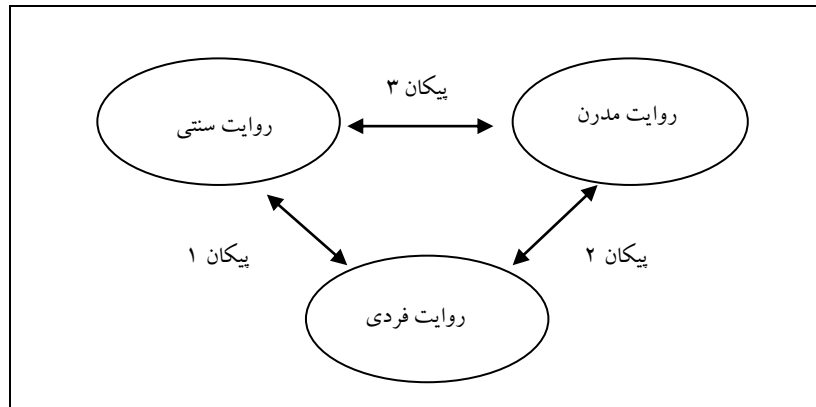 پیکان ۳
روایت مدرن
روایت سنتی
پیکان ۲
پیکان ۱
روایت فردی